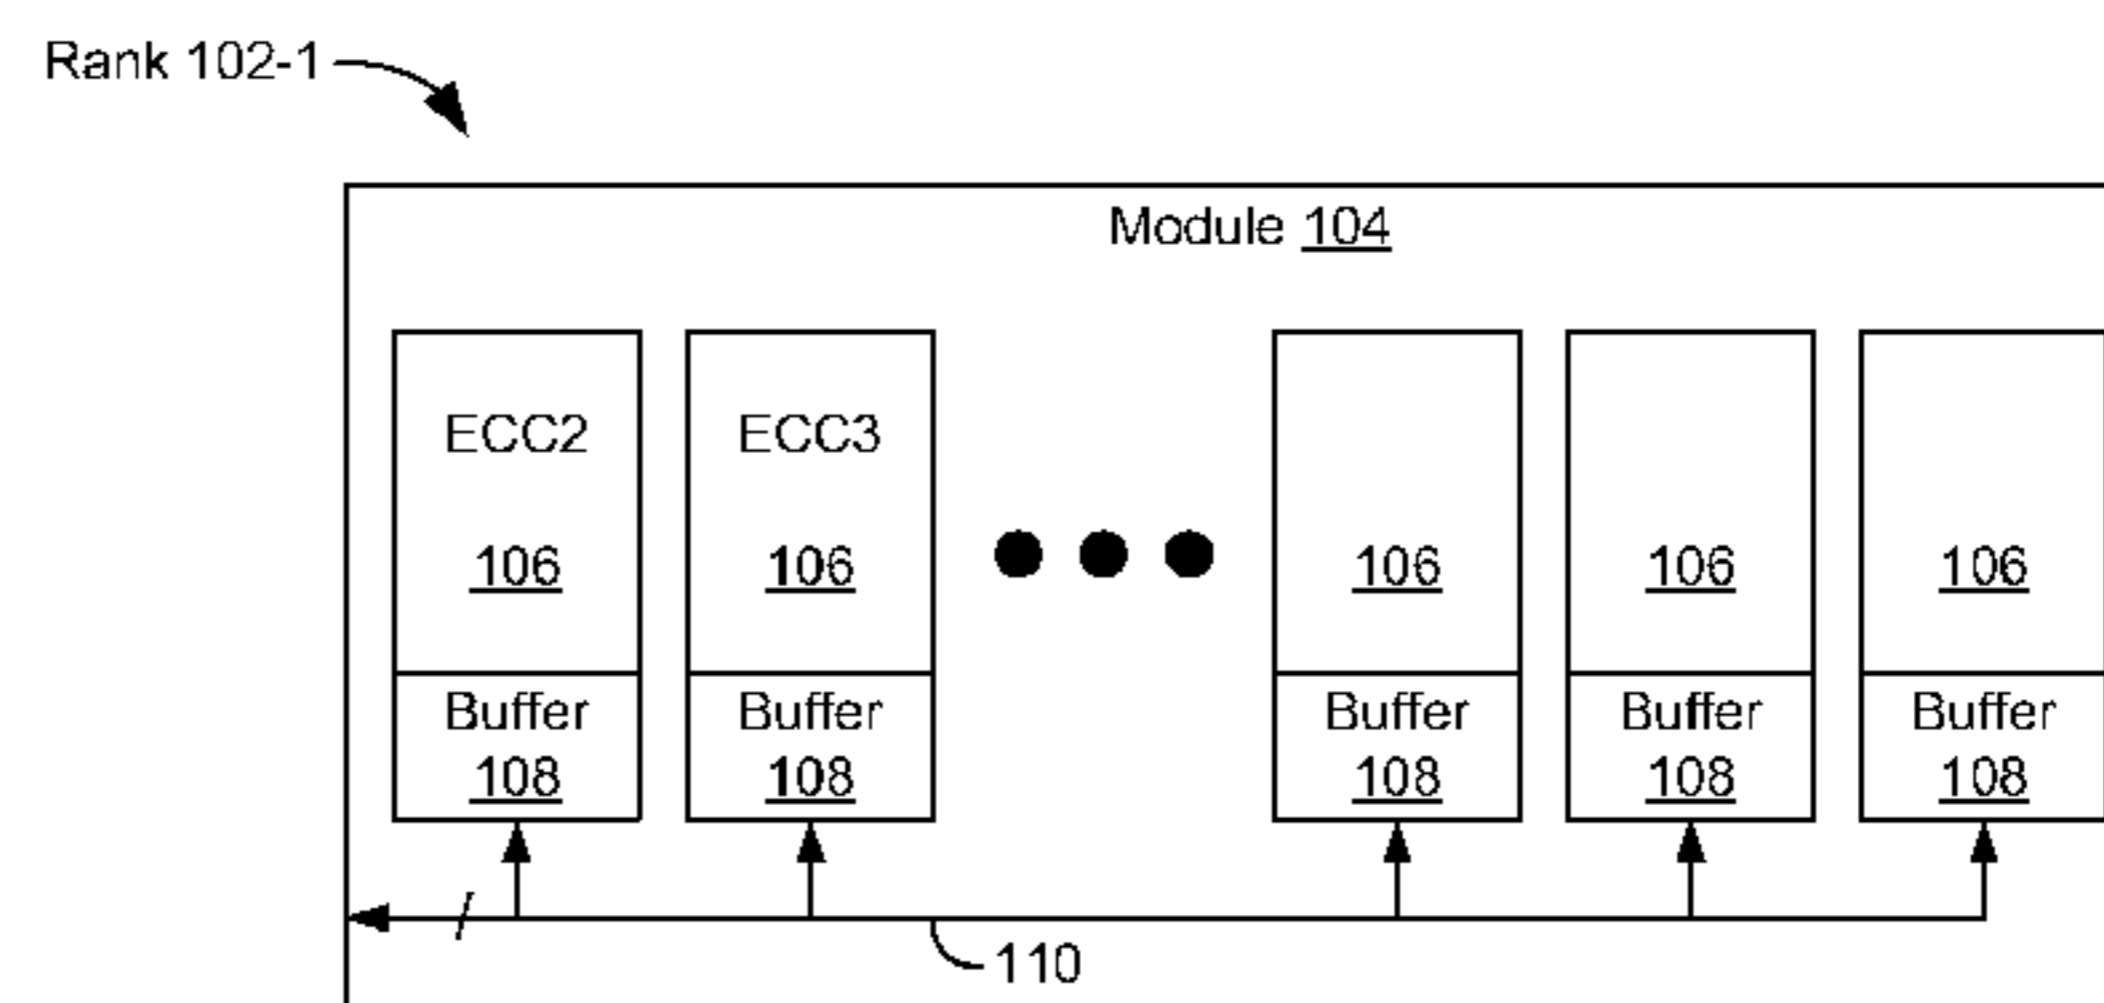 Rank 102-1
Module 104
ECC2 ECC3
106 106 106 106 106
Buffer Buffer Buffer Buffer Buffer
108 108 108 108 108
110